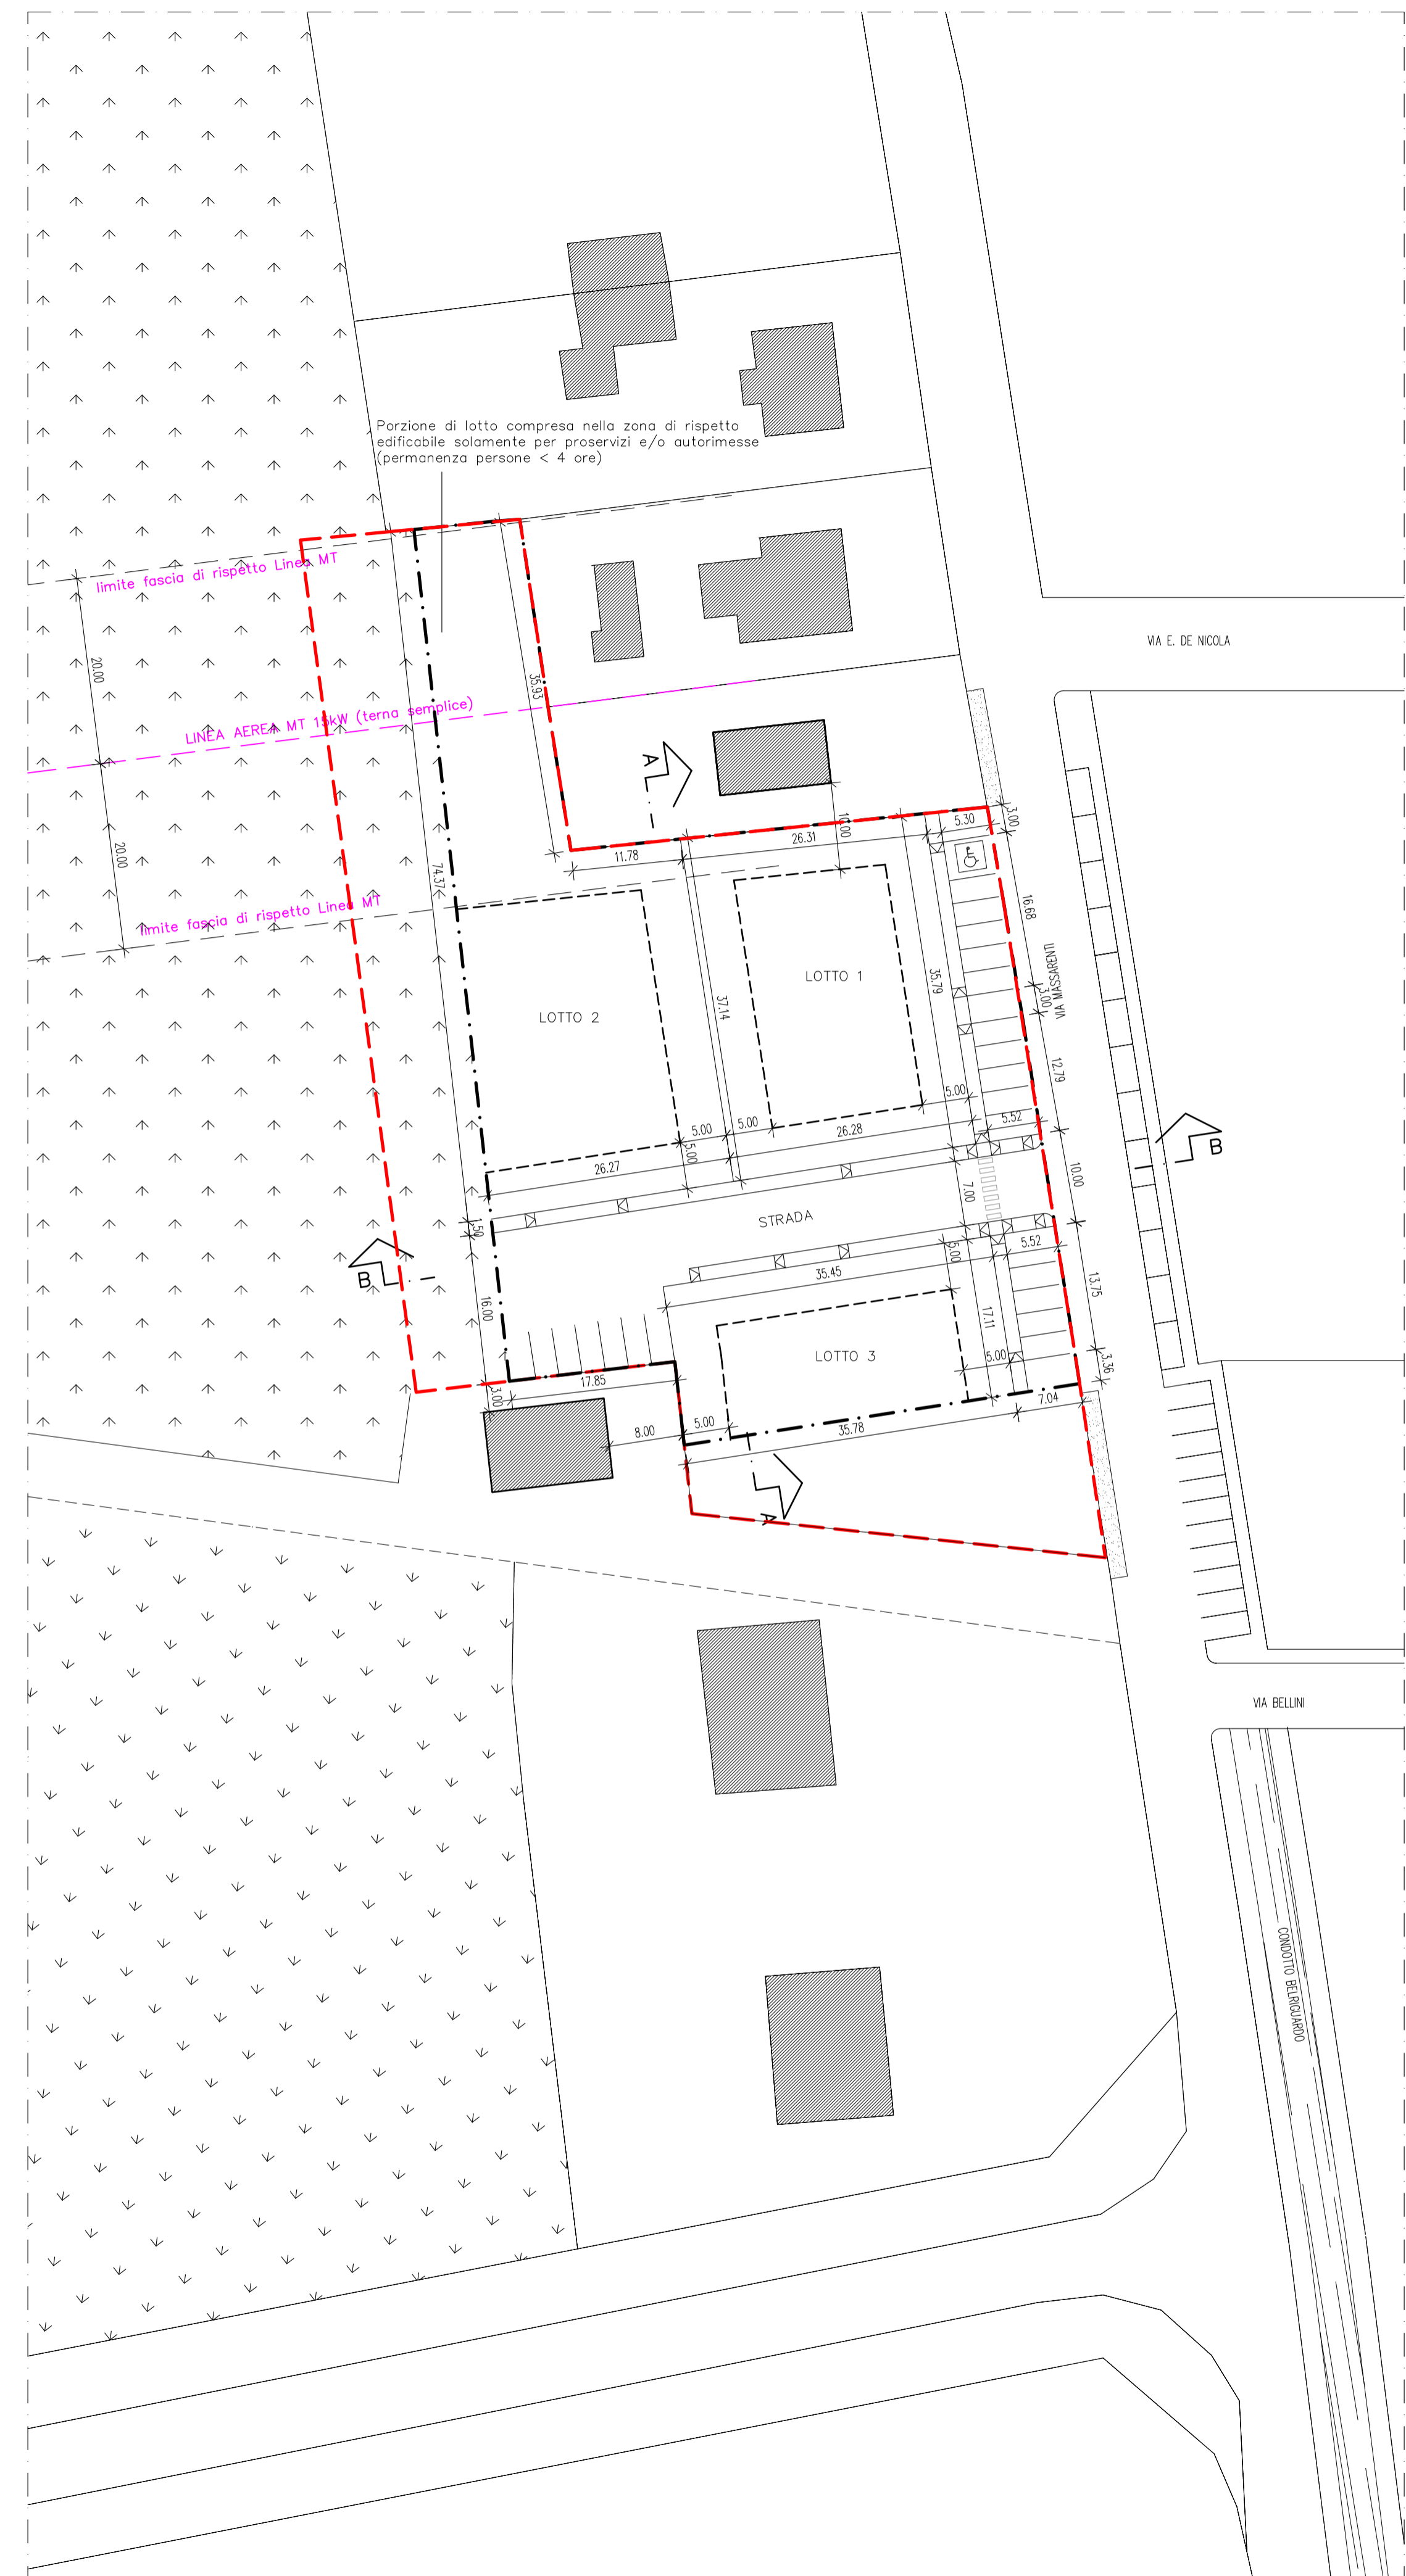 Porzione di lotto compresa nella zona di rispetto
edificabile solamente per proservizi e/o autorimesse
(permanenza persone < 4 ore)
limite fascia di rispetto Linea MT
VIA E. DE NICOLA
20.00
35.93
LINEA AEREA MT 15kW (terna semplice)
A
10.00
3.00
5.30
26.31
11.78
20.00
74.37
limite fascia di rispetto Linea MT
16.68
VIA MASSARENTI
LOTTO 1
35.79
3.00
37.14
LOTTO 2
12.79
5.00
5.52
5.00
5.00
26.28
5.00
26.27
B
10.00
7.00
STRADA
1.50
5.52
5.00
B
35.45
13.75
16.00
17.11
LOTTO 3
5.00
3.36
17.85
3.00
7.04
5.00
8.00
35.78
A
VIA BELLINI
CONDOTTO BELRIGUARDO